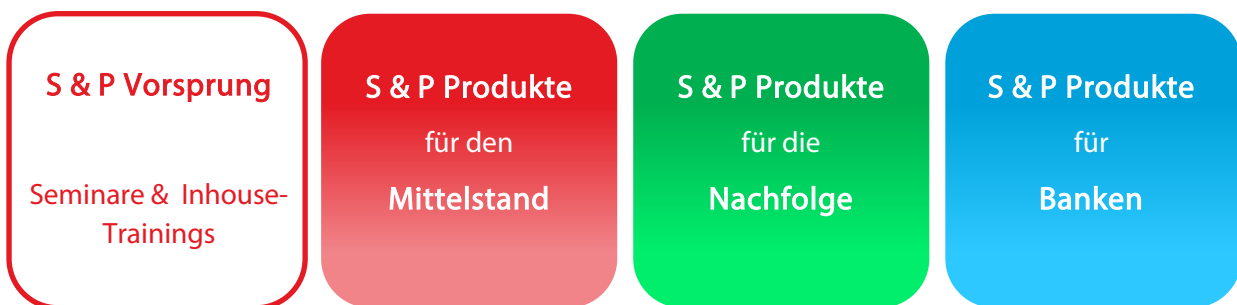 S & P Vorsprung
Seminare & Inhouse-
Trainings
S & P Produkte
für den
Mittelstand
S & P Produkte
für die
Nachfolge
S & P Produkte
für
Banken